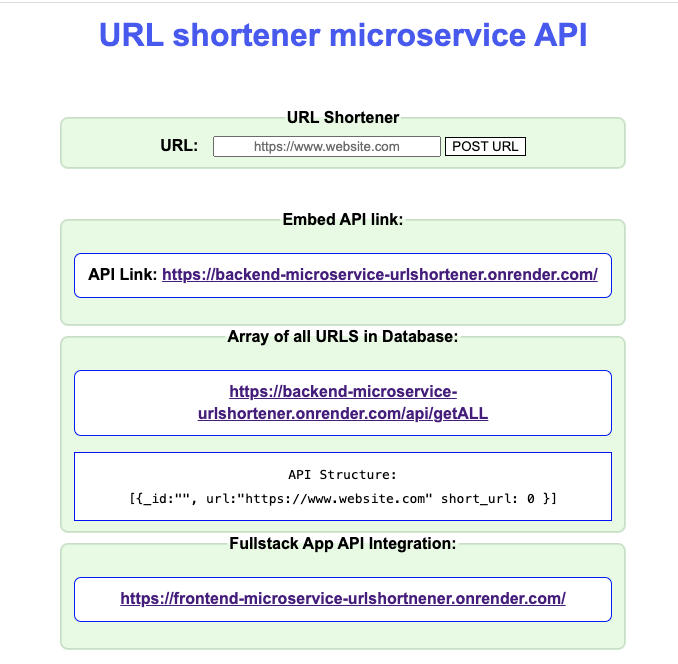 URL shortener microservice API
URL Shortener
URL: https://www.website.com POST URL
Embed API link:
API Link: https://backend-microservice-urlshortener.onrender.com/
Array of all URLS in Database:
https://backend-microservice-
urlshortener.onrender.com/api/getALL
API Structure:
[{_id:"", url:"https://www.website.com" short_url: 0 }]
Fullstack App API Integration:
https://frontend-microservice-urlshortnener.onrender.com/